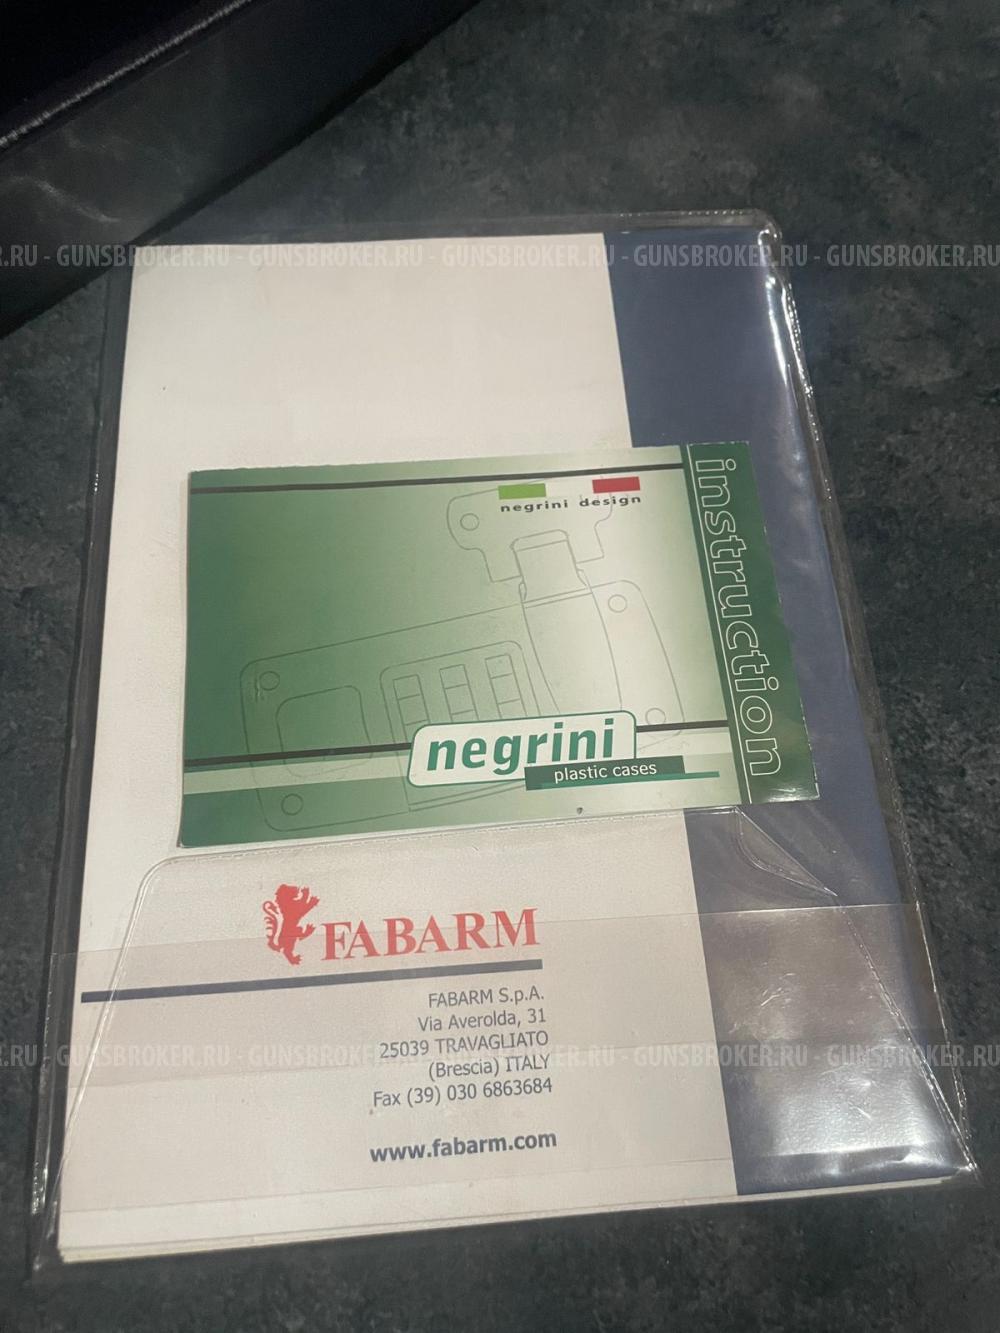 .RU - GUNSBROKER.RU - GUNSBROKER.RU - GUNSBROKER.RU - GUNSBROKER.RU - GUNSBROKER.RU
negrini design
instruction
negrini
plastic cases
FABARM
FABARM S.p.A.
Via Averolda, 31
25039 TRAVAGLIATO
.RU - GUNSBROKER.RU - GUNSBROKER.RU - GUNSBROKER.RU - GUNSBROKER.RU - GUNSBROKER.RU
(Brescia) ITALY
Fax (39) 030 6863684
www.fabarm.com